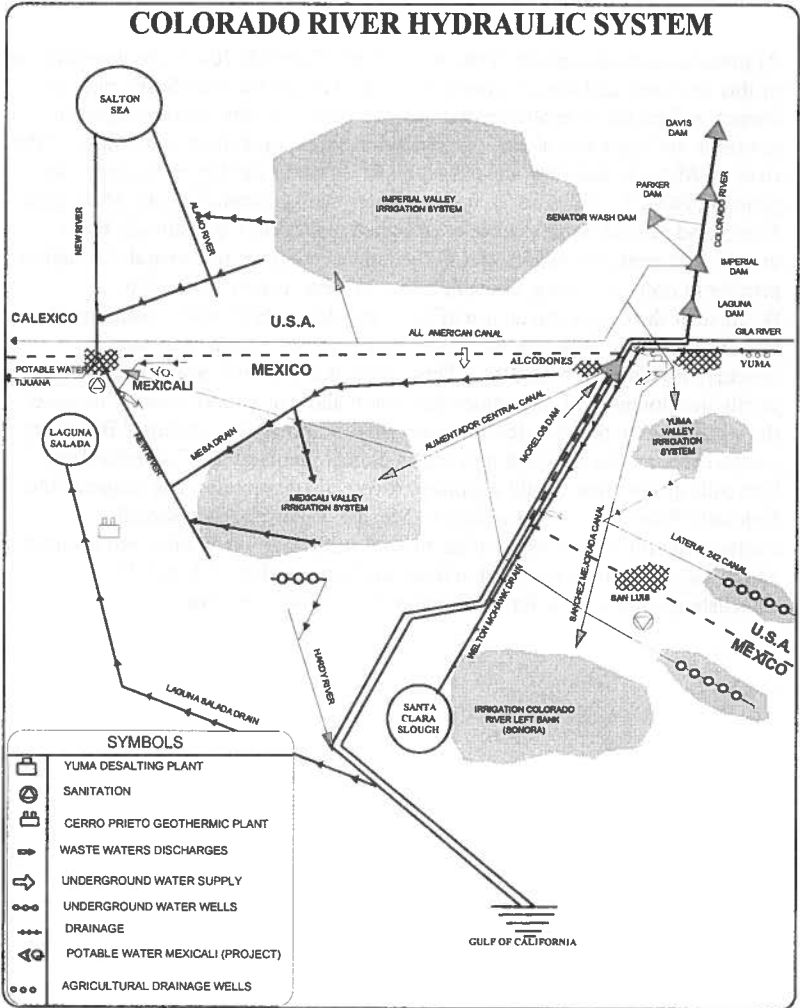 COLORADO RIVER HYDRAULIC SYSTEM
SALTON
SEA
DAVIS
DAM
PARKER
DAM
COLORADO RIVER
SENATOR WASH DAM
IMPERIAL
DAM
LAGUNA
DAM
IMPERIAL VALLEY
IRRIGATION SYSTEM
NEW RIVER
ALAMO RIVER
CALEXICO
U.S.A.
ALL AMERICAN CANAL
GILA RIVER
POTABLE WATER
TIJUANA
MEXICALI
MEXICO
ALGODONES
YUMA
LAGUNA
SALADA
NEW RIVER
MESA DRAIN
ALIMENTADOR CENTRAL CANAL
MORELOS DAM
YUMA
VALLEY
IRRIGATION
SYSTEM
MEXICALI VALLEY
IRRIGATION SYSTEM
WELTON MOHAWK DRAIN
SANCHEZ MEJORADA CANAL
LATERAL 242 CANAL
SAN LUIS
U.S.A.
MEXICO
HARDY RIVER
LAGUNA SALADA DRAIN
SANTA
CLARA
SLOUGH
IRRIGATION COLORADO
RIVER LEFT BANK
(SONORA)
SYMBOLS
YUMA DESALTING PLANT
SANITATION
CERRO PRIETO GEOTHERMIC PLANT
WASTE WATERS DISCHARGES
UNDERGROUND WATER SUPPLY
UNDERGROUND WATER WELLS
DRAINAGE
POTABLE WATER MEXICALI (PROJECT)
AGRICULTURAL DRAINAGE WELLS
GULF OF CALIFORNIA